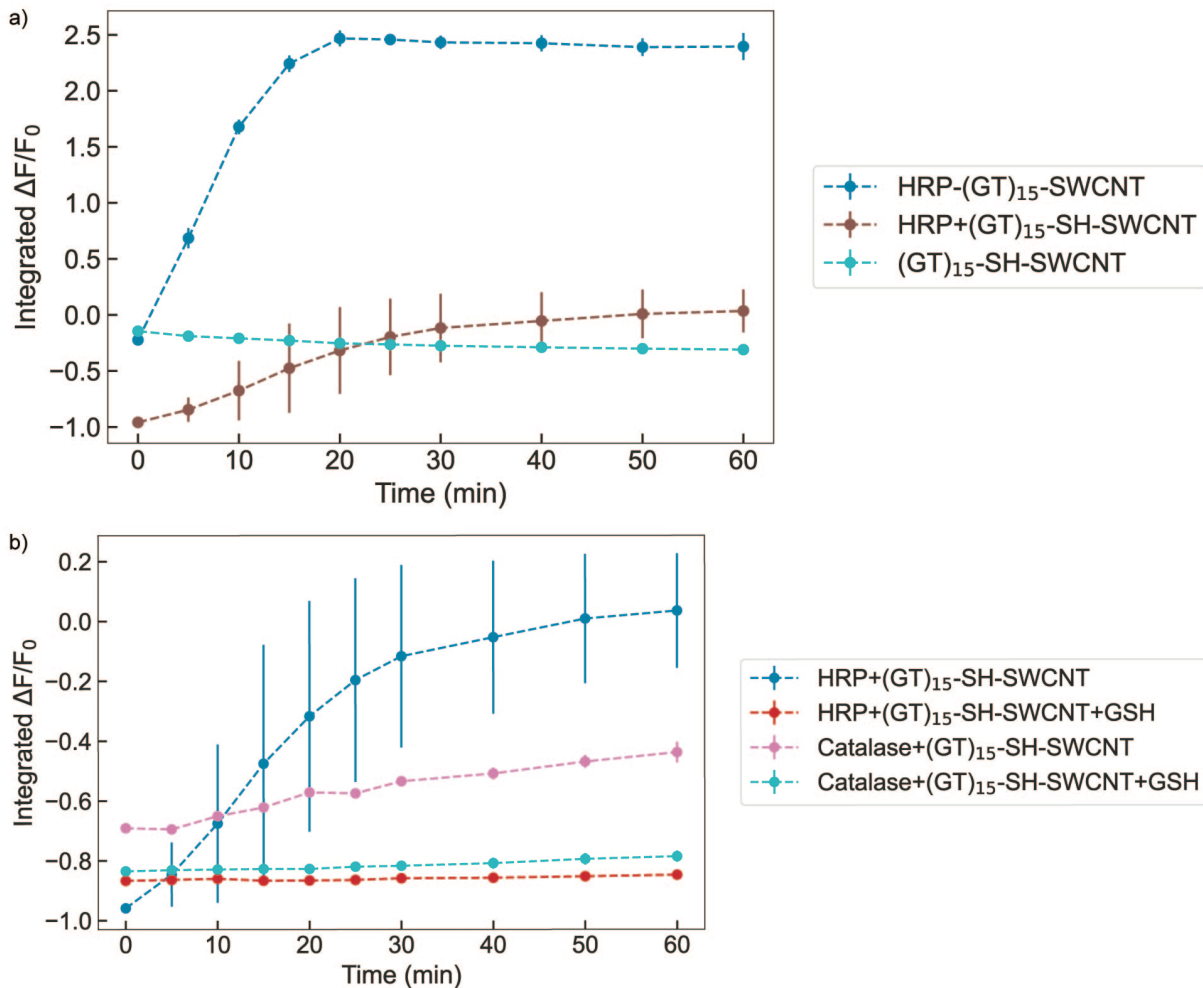 a)
2.5
2.0
1.5
1.0
0.5
0.0
−0.5
−1.0
Integrated ΔF/F₀
0 10 20 30 40 50 60
Time (min)
HRP-(GT)₁₅-SWCNT
HRP+(GT)₁₅-SH-SWCNT
(GT)₁₅-SH-SWCNT
b)
0.2
0.0
−0.2
−0.4
−0.6
−0.8
−1.0
Integrated ΔF/F₀
0 10 20 30 40 50 60
Time (min)
HRP+(GT)₁₅-SH-SWCNT
HRP+(GT)₁₅-SH-SWCNT+GSH
Catalase+(GT)₁₅-SH-SWCNT
Catalase+(GT)₁₅-SH-SWCNT+GSH